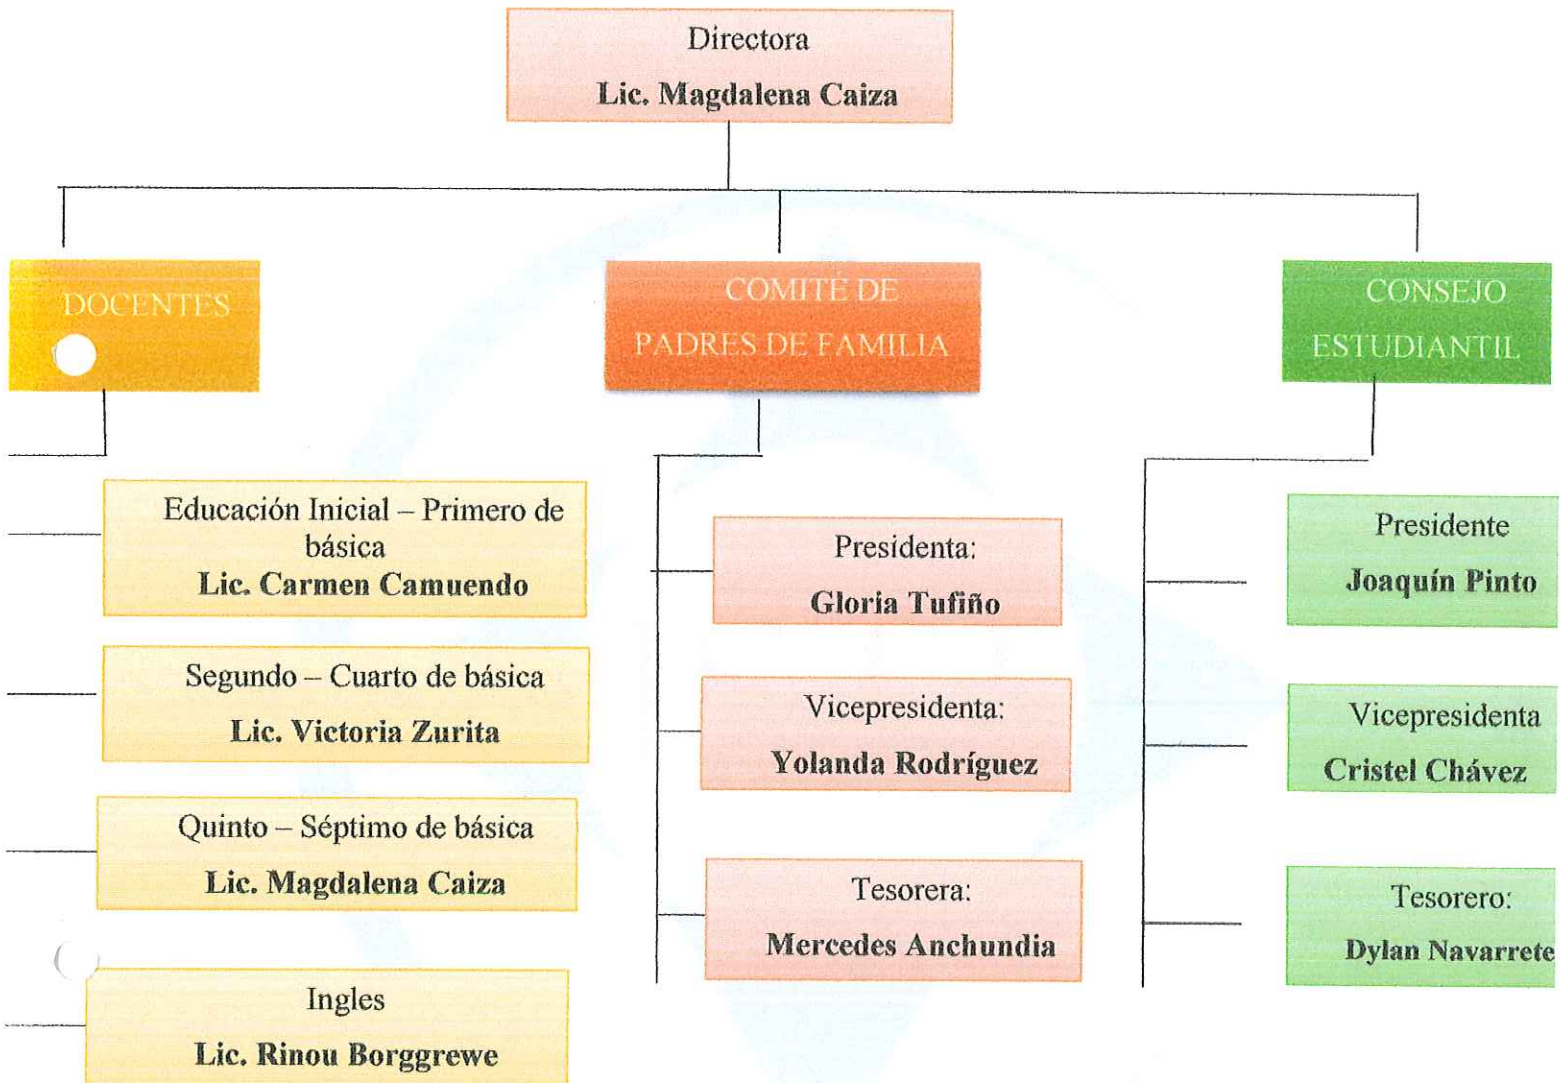 Directora
Lic. Magdalena Caiza
DOCENTES
Educación Inicial – Primero de
básica
Lic. Carmen Camuendo
Segundo – Cuarto de básica
Lic. Victoria Zurita
Quinto – Séptimo de básica
Lic. Magdalena Caiza
Ingles
Lic. Rinou Borggrewe
COMITÉ DE
PADRES DE FAMILIA
Presidenta:
Gloria Tufiño
Vicepresidenta:
Yolanda Rodríguez
Tesorera:
Mercedes Anchundia
CONSEJO
ESTUDIANTIL
Presidente
Joaquín Pinto
Vicepresidenta
Cristel Chávez
Tesorero:
Dylan Navarrete